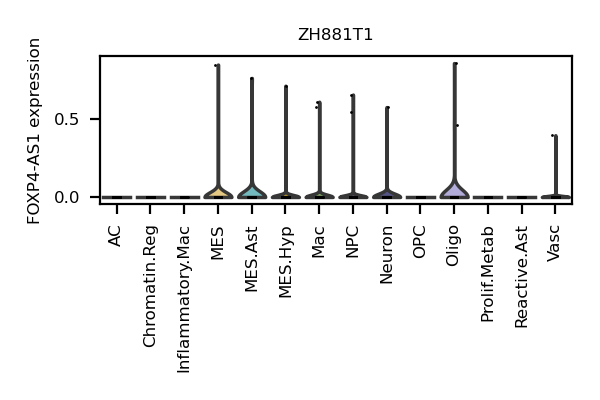 ZH881T1
FOXP4-AS1 expression
0.5
0.0
AC
Chromatin.Reg
Inflammatory.Mac
MES
MES.Ast
MES.Hyp
Mac
NPC
Neuron
OPC
Oligo
Prolif.Metab
Reactive.Ast
Vasc